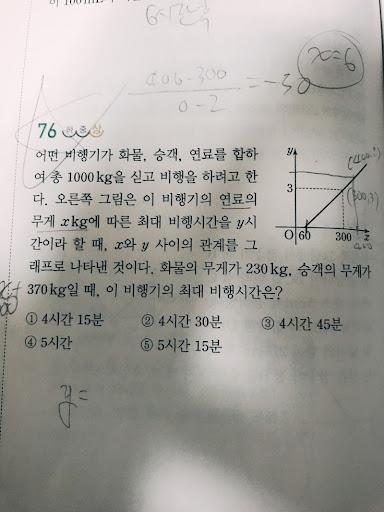 x=6
400-300
0-2
=-50
76 중 상
어떤 비행기가 화물, 승객, 연료를 합하
여 총 1000 kg을 싣고 비행을 하려고 한
다. 오른쪽 그림은 이 비행기의 연료의
무게 x kg에 따른 최대 비행시간을 y시
간이라 할 때, x와 y 사이의 관계를 그
래프로 나타낸 것이다. 화물의 무게가 230 kg, 승객의 무게가
370 kg일 때, 이 비행기의 최대 비행시간은?
y
3
O 60 300 x
400
(300,3)
① 4시간 15분 ② 4시간 30분 ③ 4시간 45분
④ 5시간 ⑤ 5시간 15분
y=